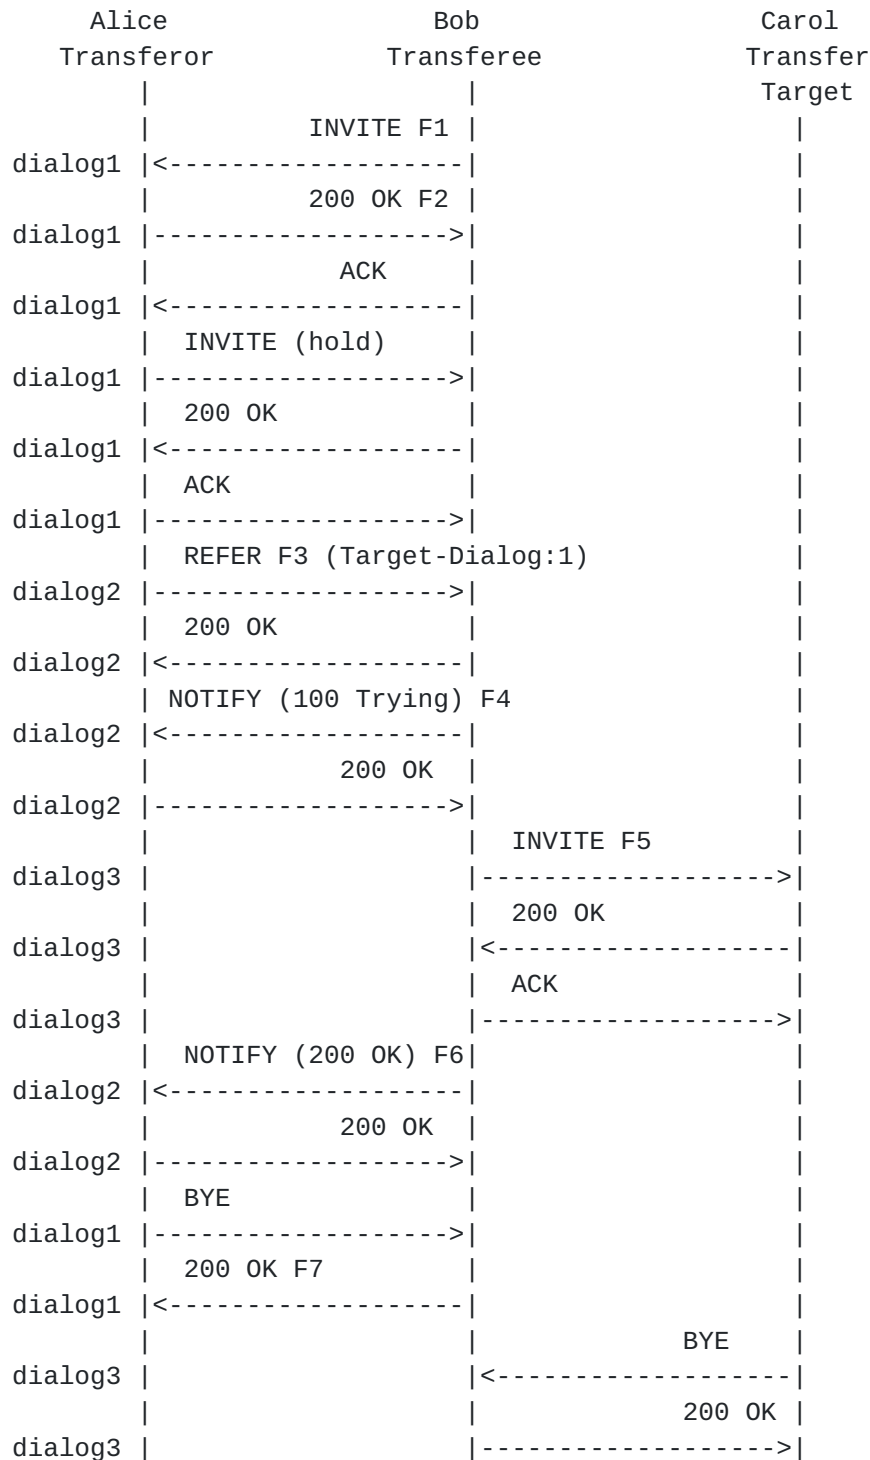 Alice                 Bob                  Carol
   Transferor           Transferee             Transfer
        |                    |                  Target
        |          INVITE F1 |                    |
dialog1 |<-------------------|                    |
        |          200 OK F2 |                    |
dialog1 |------------------->|                    |
        |            ACK     |                    |
dialog1 |<-------------------|                    |
        |  INVITE (hold)     |                    |
dialog1 |------------------->|                    |
        |  200 OK            |                    |
dialog1 |<-------------------|                    |
        |  ACK               |                    |
dialog1 |------------------->|                    |
        |  REFER F3 (Target-Dialog:1)             |
dialog2 |------------------->|                    |
        |  200 OK            |                    |
dialog2 |<-------------------|                    |
        | NOTIFY (100 Trying) F4                  |
dialog2 |<-------------------|                    |
        |            200 OK  |                    |
dialog2 |------------------->|                    |
        |                    |  INVITE F5         |
dialog3 |                    |------------------->|
        |                    |  200 OK            |
dialog3 |                    |<-------------------|
        |                    |  ACK               |
dialog3 |                    |------------------->|
        |  NOTIFY (200 OK) F6|                    |
dialog2 |<-------------------|                    |
        |            200 OK  |                    |
dialog2 |------------------->|                    |
        |  BYE               |                    |
dialog1 |------------------->|                    |
        |  200 OK F7         |                    |
dialog1 |<-------------------|                    |
        |                    |             BYE    |
dialog3 |                    |<-------------------|
        |                    |             200 OK |
dialog3 |                    |------------------->|